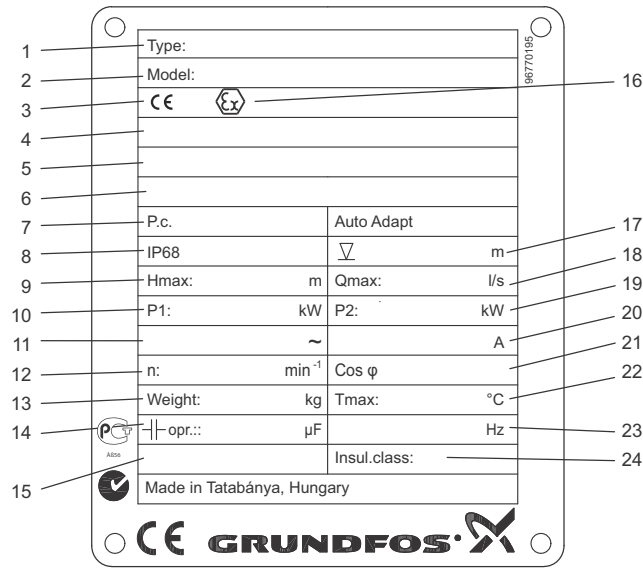 1 Type:
96770195
2 Model: 16
3 CE Ex
4
5
6
7 P.c. Auto Adapt
8 IP68 m 17
9 Hmax: m Qmax: l/s 18
10 P1: kW P2: kW 19
11 ~ A 20
12 n: min⁻¹ Cos φ 21
13 Weight: kg Tmax: °C 22
14 opr.:: µF Hz 23
15 Insul.class: 24
Made in Tatabánya, Hungary
CE GRUNDFOS